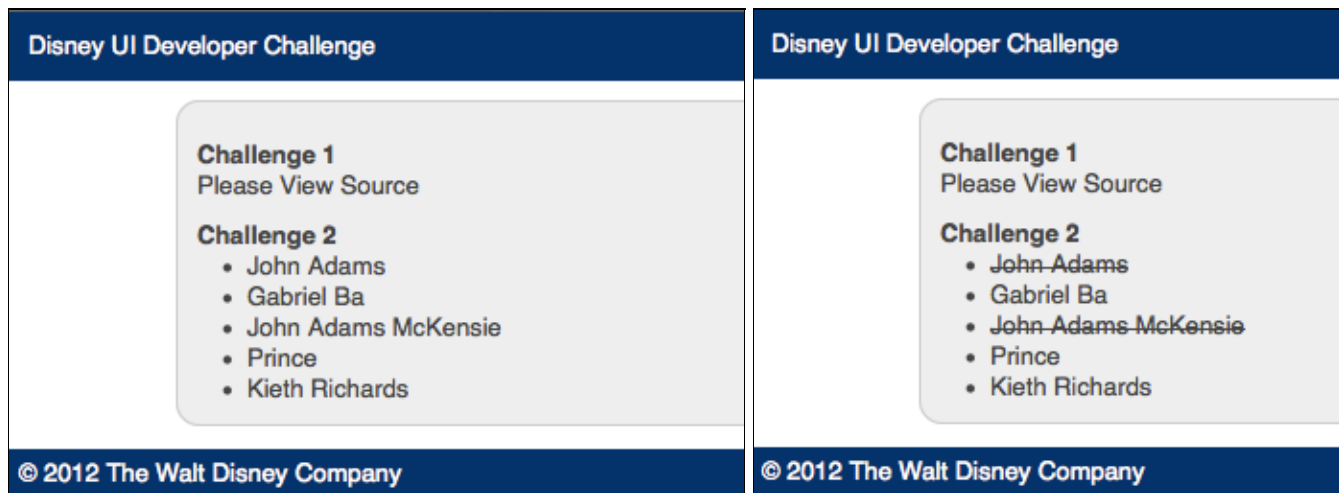 Disney UI Developer Challenge
Challenge 1
Please View Source
Challenge 2
• John Adams
• Gabriel Ba
• John Adams McKensie
• Prince
• Kieth Richards
© 2012 The Walt Disney Company
Disney UI Developer Challenge
Challenge 1
Please View Source
Challenge 2
• John Adams
• Gabriel Ba
• John Adams McKensie
• Prince
• Kieth Richards
© 2012 The Walt Disney Company